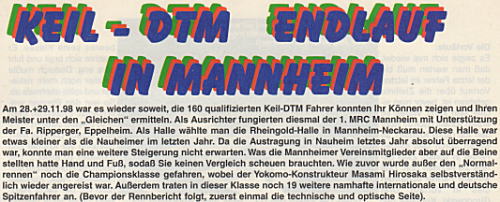 KEIL - DTM ENDLAUF
IN MANNHEIM
Am 28.+29.11.98 war es wieder soweit, die 160 qualifizierten Keil-DTM Fahrer konnten Ihr Können zeigen und Ihren
Meister unter den „Gleichen" ermitteln. Als Ausrichter fungierten diesmal der 1. MRC Mannheim mit Unterstützung
der Fa. Ripperger, Eppelheim. Als Halle wählte man die Rheingold-Halle in Mannheim-Neckarau. Diese Halle war
etwas kleiner als die Nauheimer im letzten Jahr. Da die Austragung in Nauheim letztes Jahr absolut überragend
war, konnte man eine weitere Steigerung nicht erwarten. Was die Mannheimer Vereinsmitglieder aber auf die Beine
stellten hatte Hand und Fuß, sodaß Sie keinen Vergleich scheuen brauchten. Wie zuvor wurde außer den „Normal-
rennen" noch die Championsklasse gefahren, wobei der Yokomo-Konstrukteur Masami Hirosaka selbstverständ-
lich wieder angereist war. Außerdem traten in dieser Klasse noch 19 weitere namhafte internationale und deutsche
Spitzenfahrer an. (Bevor der Rennbericht folgt, zuerst einmal die technische und optische Seite).